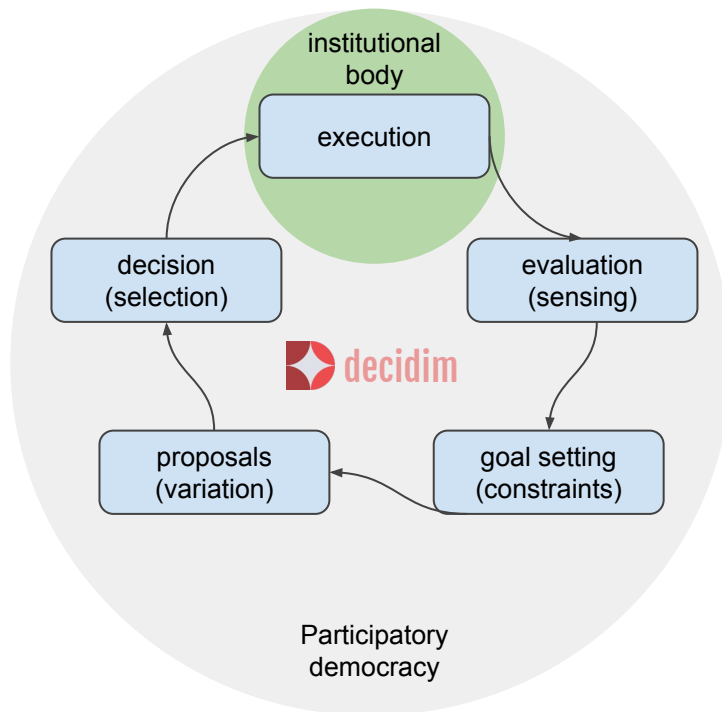 institutional
body
execution
decision
(selection)
evaluation
(sensing)
decidim
proposals
(variation)
goal setting
(constraints)
Participatory
democracy